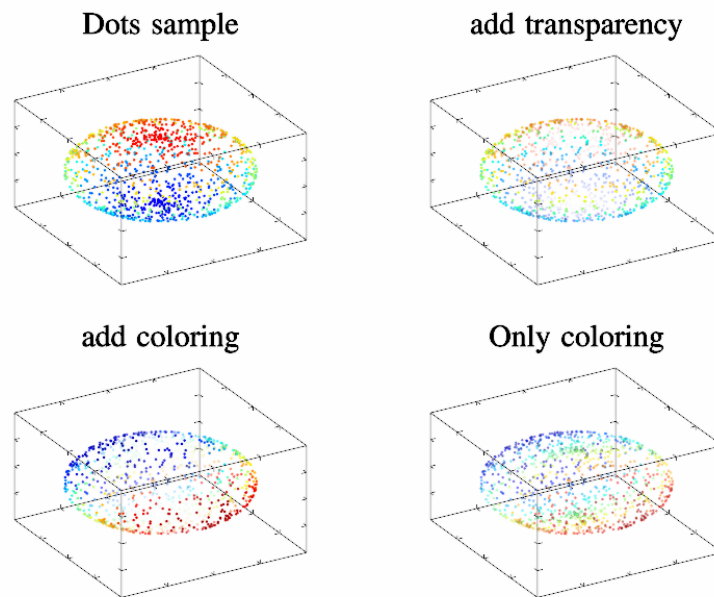 Dots sample
add transparency
add coloring
Only coloring